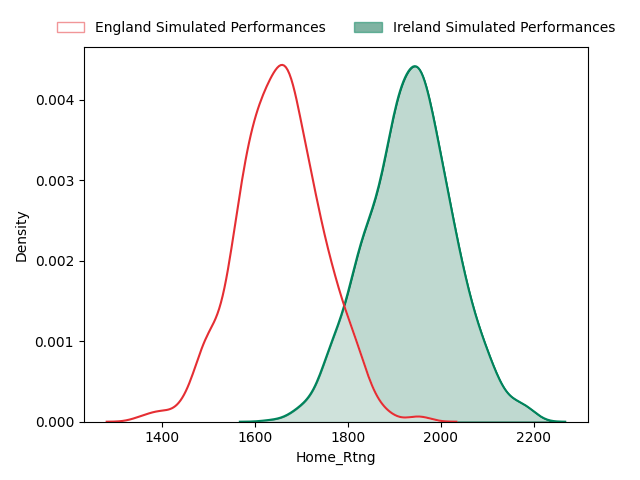 England Simulated Performances Ireland Simulated Performances
0.004
0.003
0.002
0.001
0.000
Density
1400 1600 1800 2000 2200
Home_Rtng